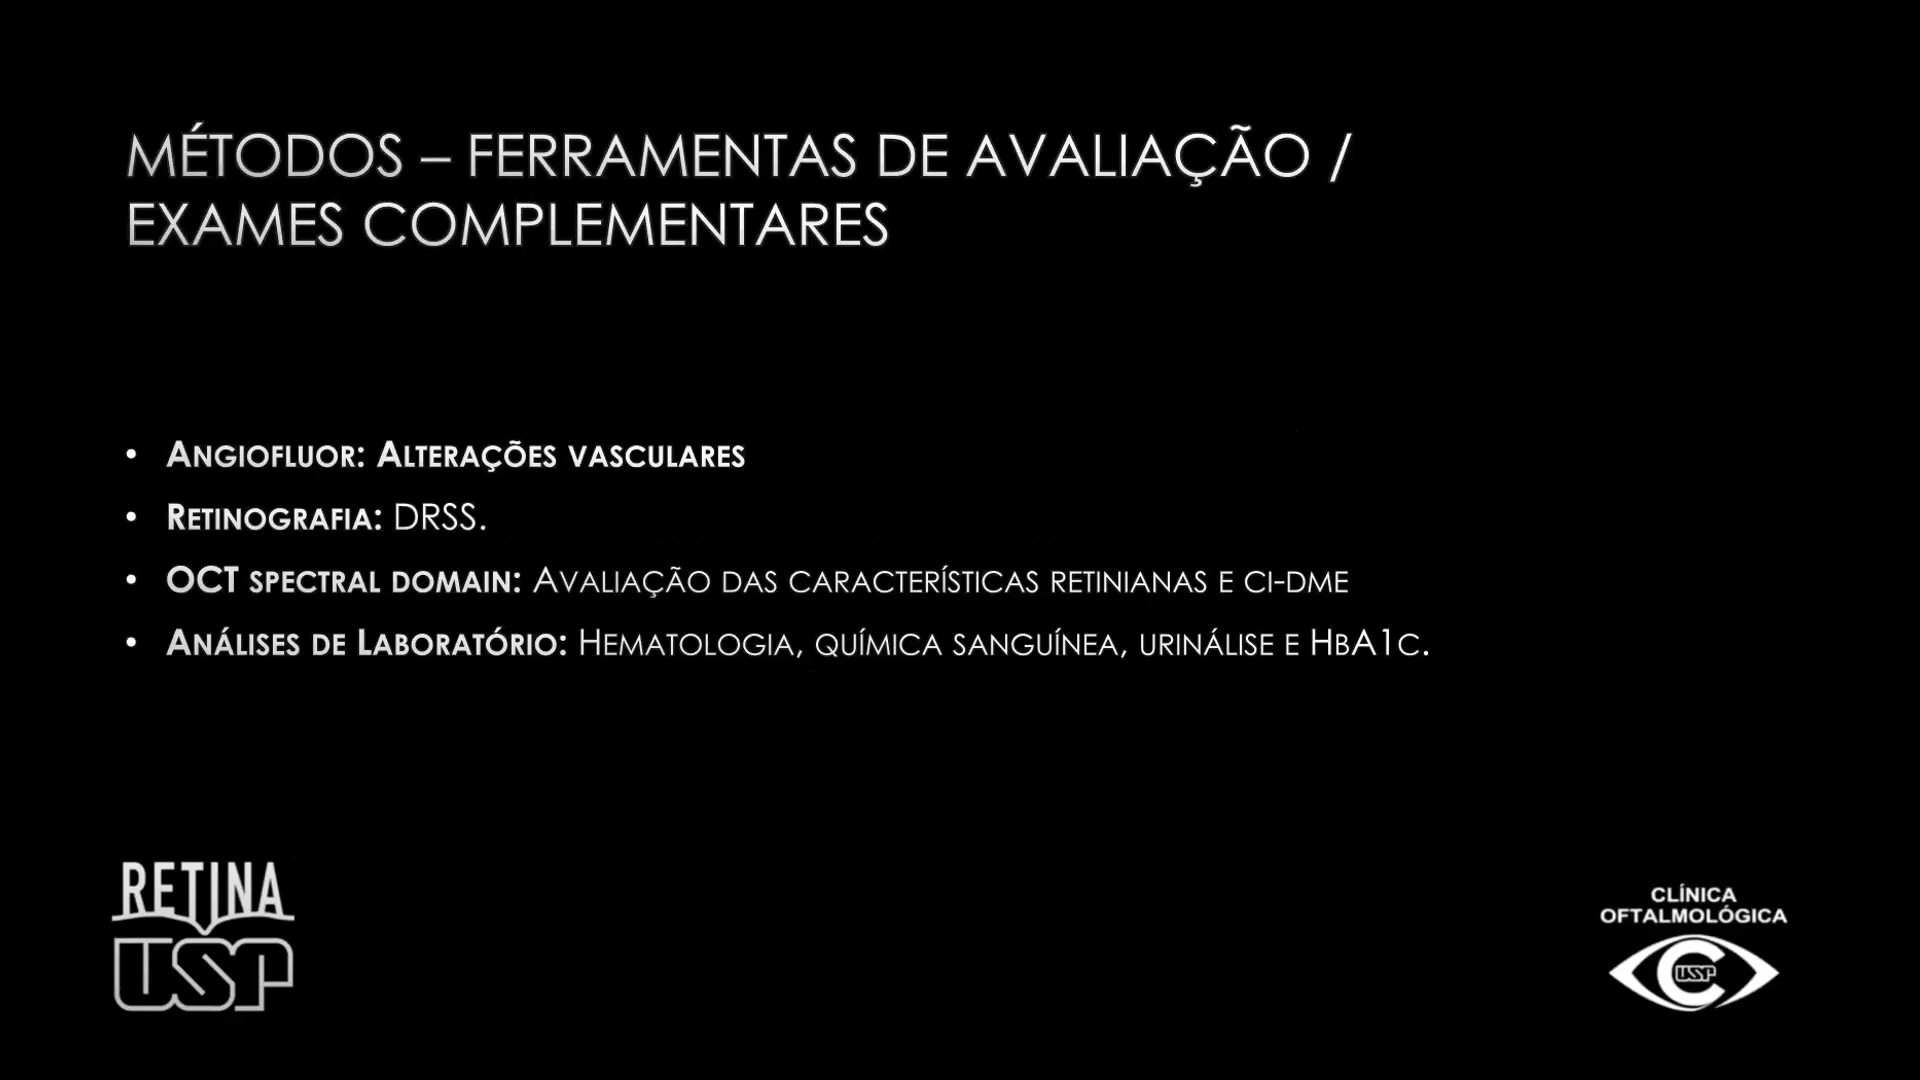 MÉTODOS – FERRAMENTAS DE AVALIAÇÃO /
EXAMES COMPLEMENTARES
• ANGIOFLUOR: ALTERAÇÕES VASCULARES
• RETINOGRAFIA: DRSS.
• OCT SPECTRAL DOMAIN: AVALIAÇÃO DAS CARACTERÍSTICAS RETINIANAS E CI-DME
• ANÁLISES DE LABORATÓRIO: HEMATOLOGIA, QUÍMICA SANGUÍNEA, URINÁLISE E HBA1C.
RETINA
USP
CLÍNICA
OFTALMOLÓGICA
C
USP